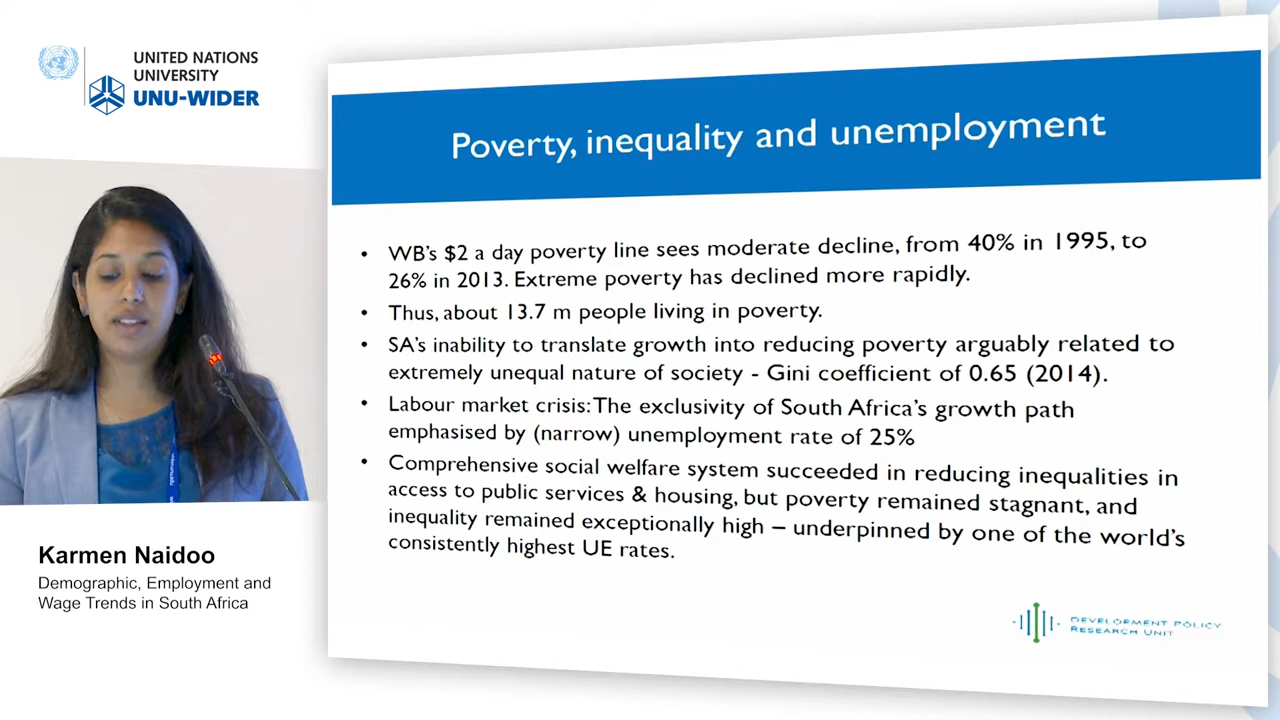 UNITED NATIONS
UNIVERSITY
UNU-WIDER
Poverty, inequality and unemployment
• WB's $2 a day poverty line sees moderate decline, from 40% in 1995, to
26% in 2013. Extreme poverty has declined more rapidly.
• Thus, about 13.7 m people living in poverty.
• SA's inability to translate growth into reducing poverty arguably related to
extremely unequal nature of society - Gini coefficient of 0.65 (2014).
• Labour market crisis: The exclusivity of South Africa's growth path
emphasised by (narrow) unemployment rate of 25%
• Comprehensive social welfare system succeeded in reducing inequalities in
access to public services & housing, but poverty remained stagnant, and
inequality remained exceptionally high – underpinned by one of the world's
consistently highest UE rates.
DEVELOPMENT POLICY
RESEARCH UNIT
Karmen Naidoo
Demographic, Employment and
Wage Trends in South Africa